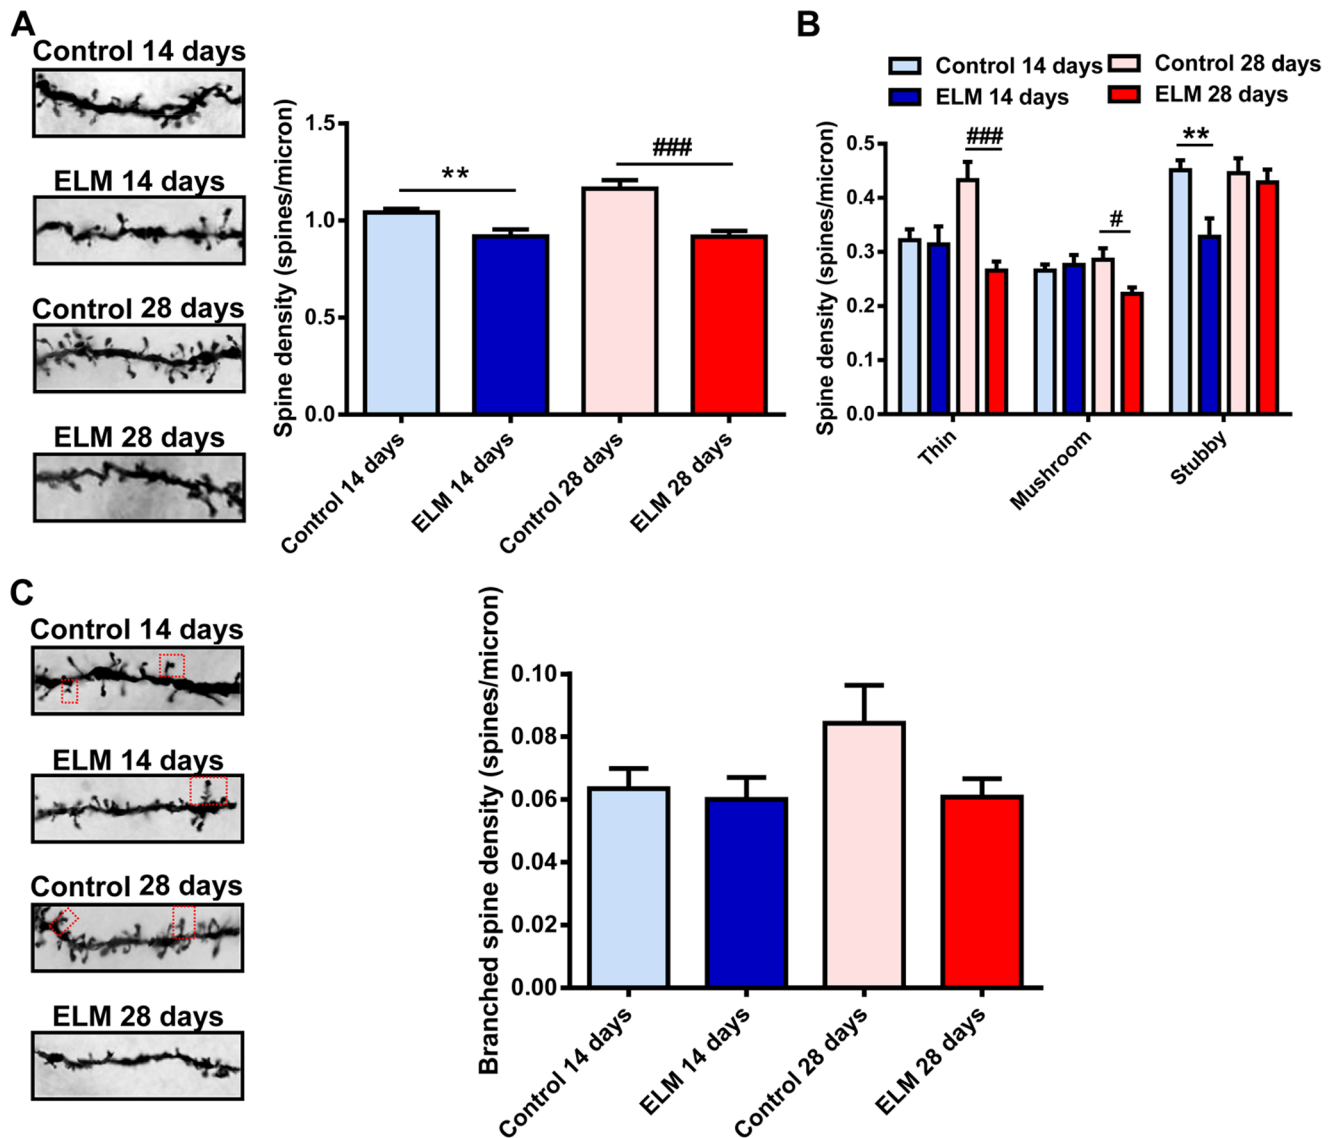 A
Control 14 days
ELM 14 days
Control 28 days
ELM 28 days
Spine density (spines/micron)
1.5
1.0
0.5
0.0
**
###
Control 14 days
ELM 14 days
Control 28 days
ELM 28 days
B
Control 14 days
Control 28 days
ELM 14 days
ELM 28 days
Spine density (spines/micron)
0.5
0.4
0.3
0.2
0.1
0.0
###
#
**
Thin
Mushroom
Stubby
C
Control 14 days
ELM 14 days
Control 28 days
ELM 28 days
Branched spine density (spines/micron)
0.10
0.08
0.06
0.04
0.02
0.00
Control 14 days
ELM 14 days
Control 28 days
ELM 28 days